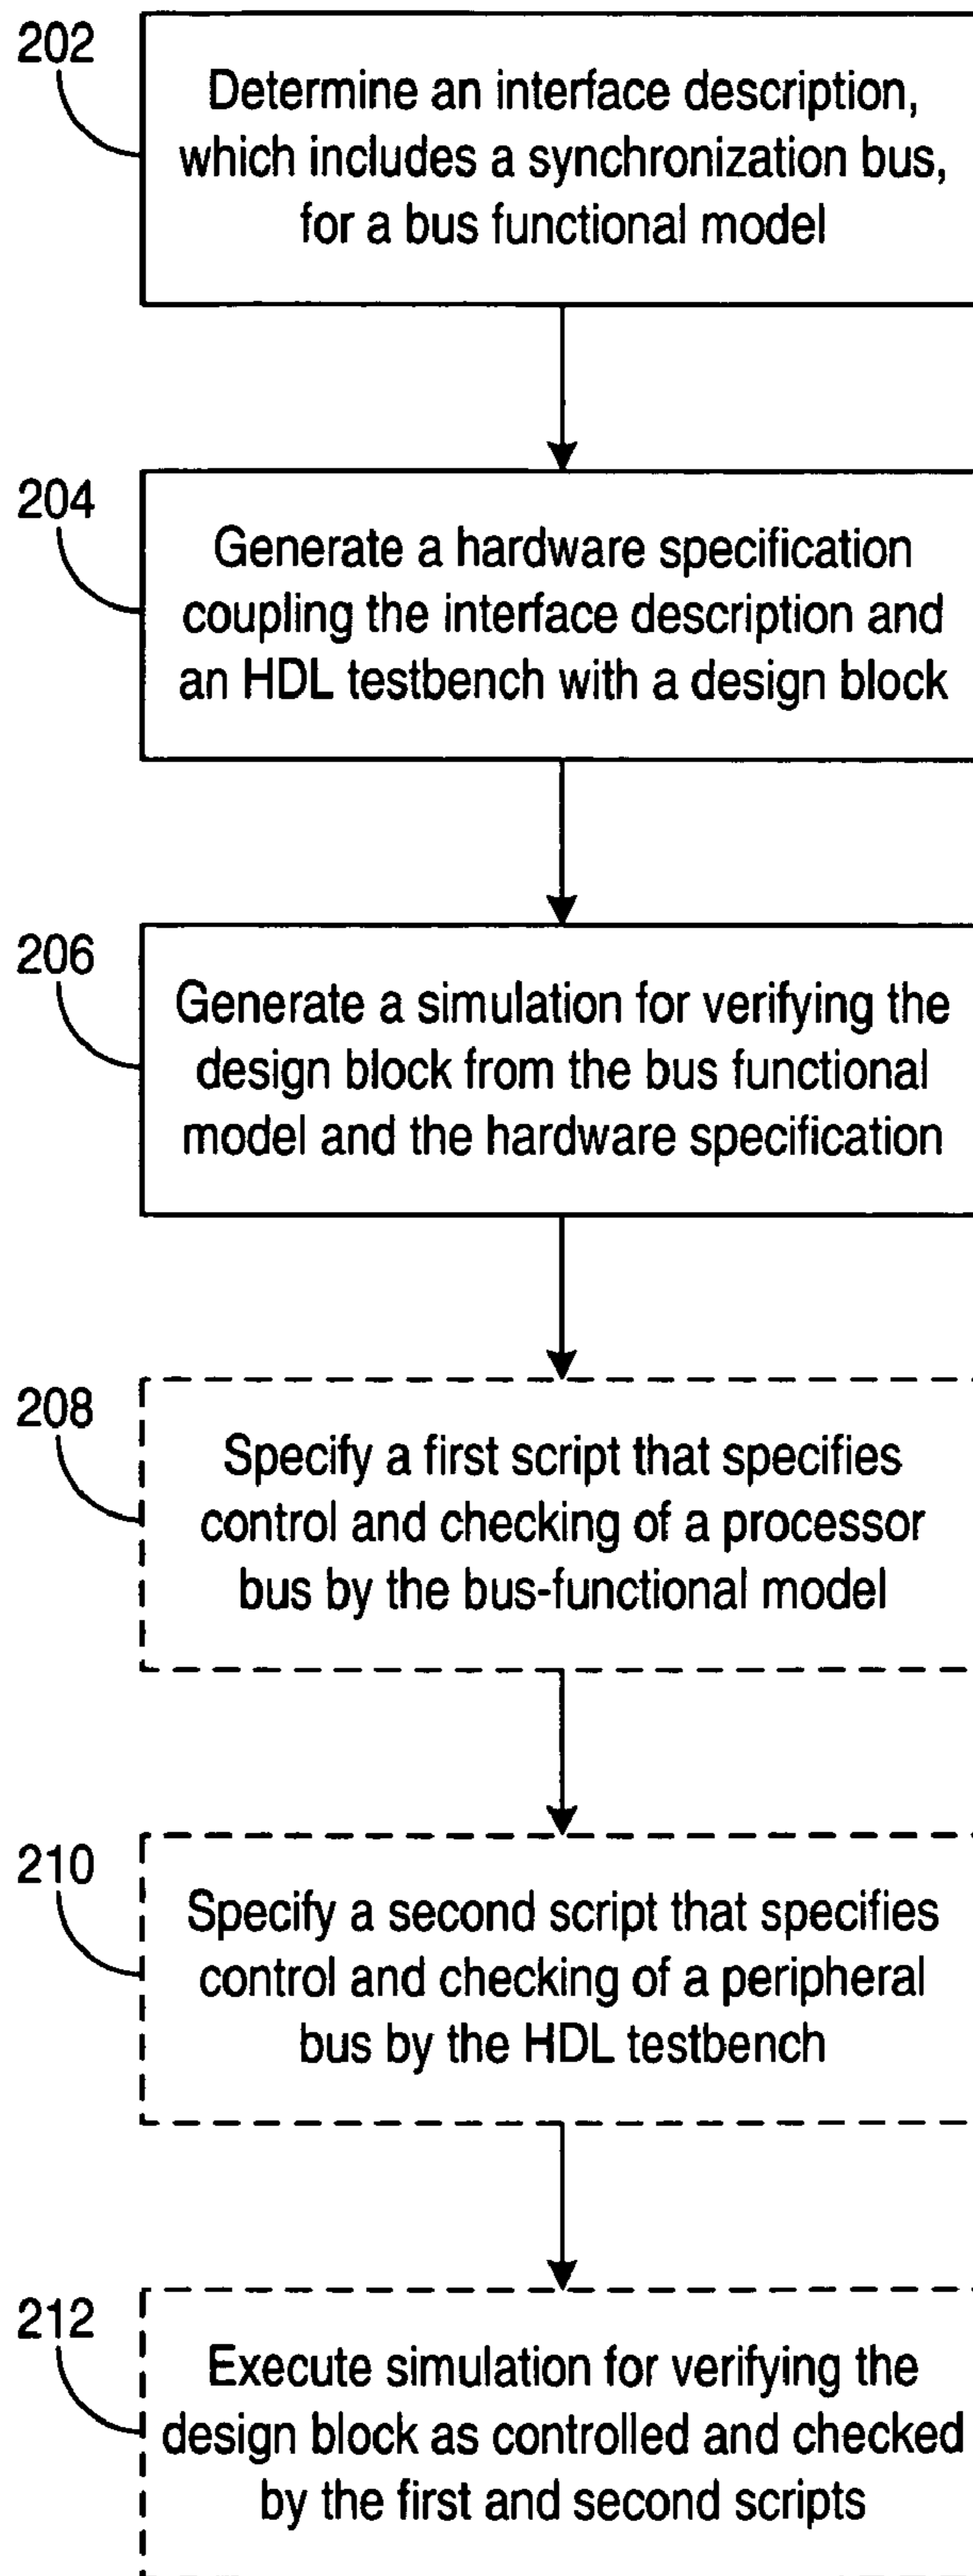 202
Determine an interface description,
which includes a synchronization bus,
for a bus functional model
204
Generate a hardware specification
coupling the interface description and
an HDL testbench with a design block
206
Generate a simulation for verifying the
design block from the bus functional
model and the hardware specification
208
Specify a first script that specifies
control and checking of a processor
bus by the bus-functional model
210
Specify a second script that specifies
control and checking of a peripheral
bus by the HDL testbench
212
Execute simulation for verifying the
design block as controlled and checked
by the first and second scripts